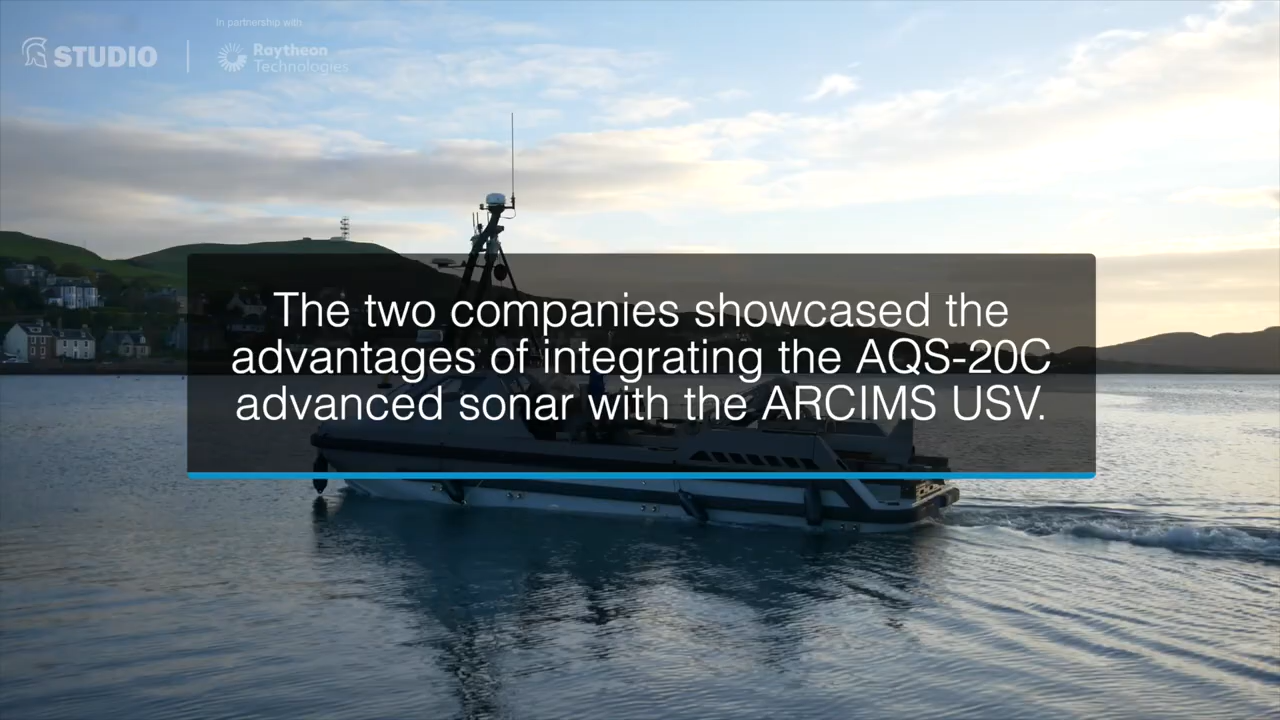 In partnership with
STUDIO
Raytheon
Technologies
The two companies showcased the
advantages of integrating the AQS-20C
advanced sonar with the ARCIMS USV.